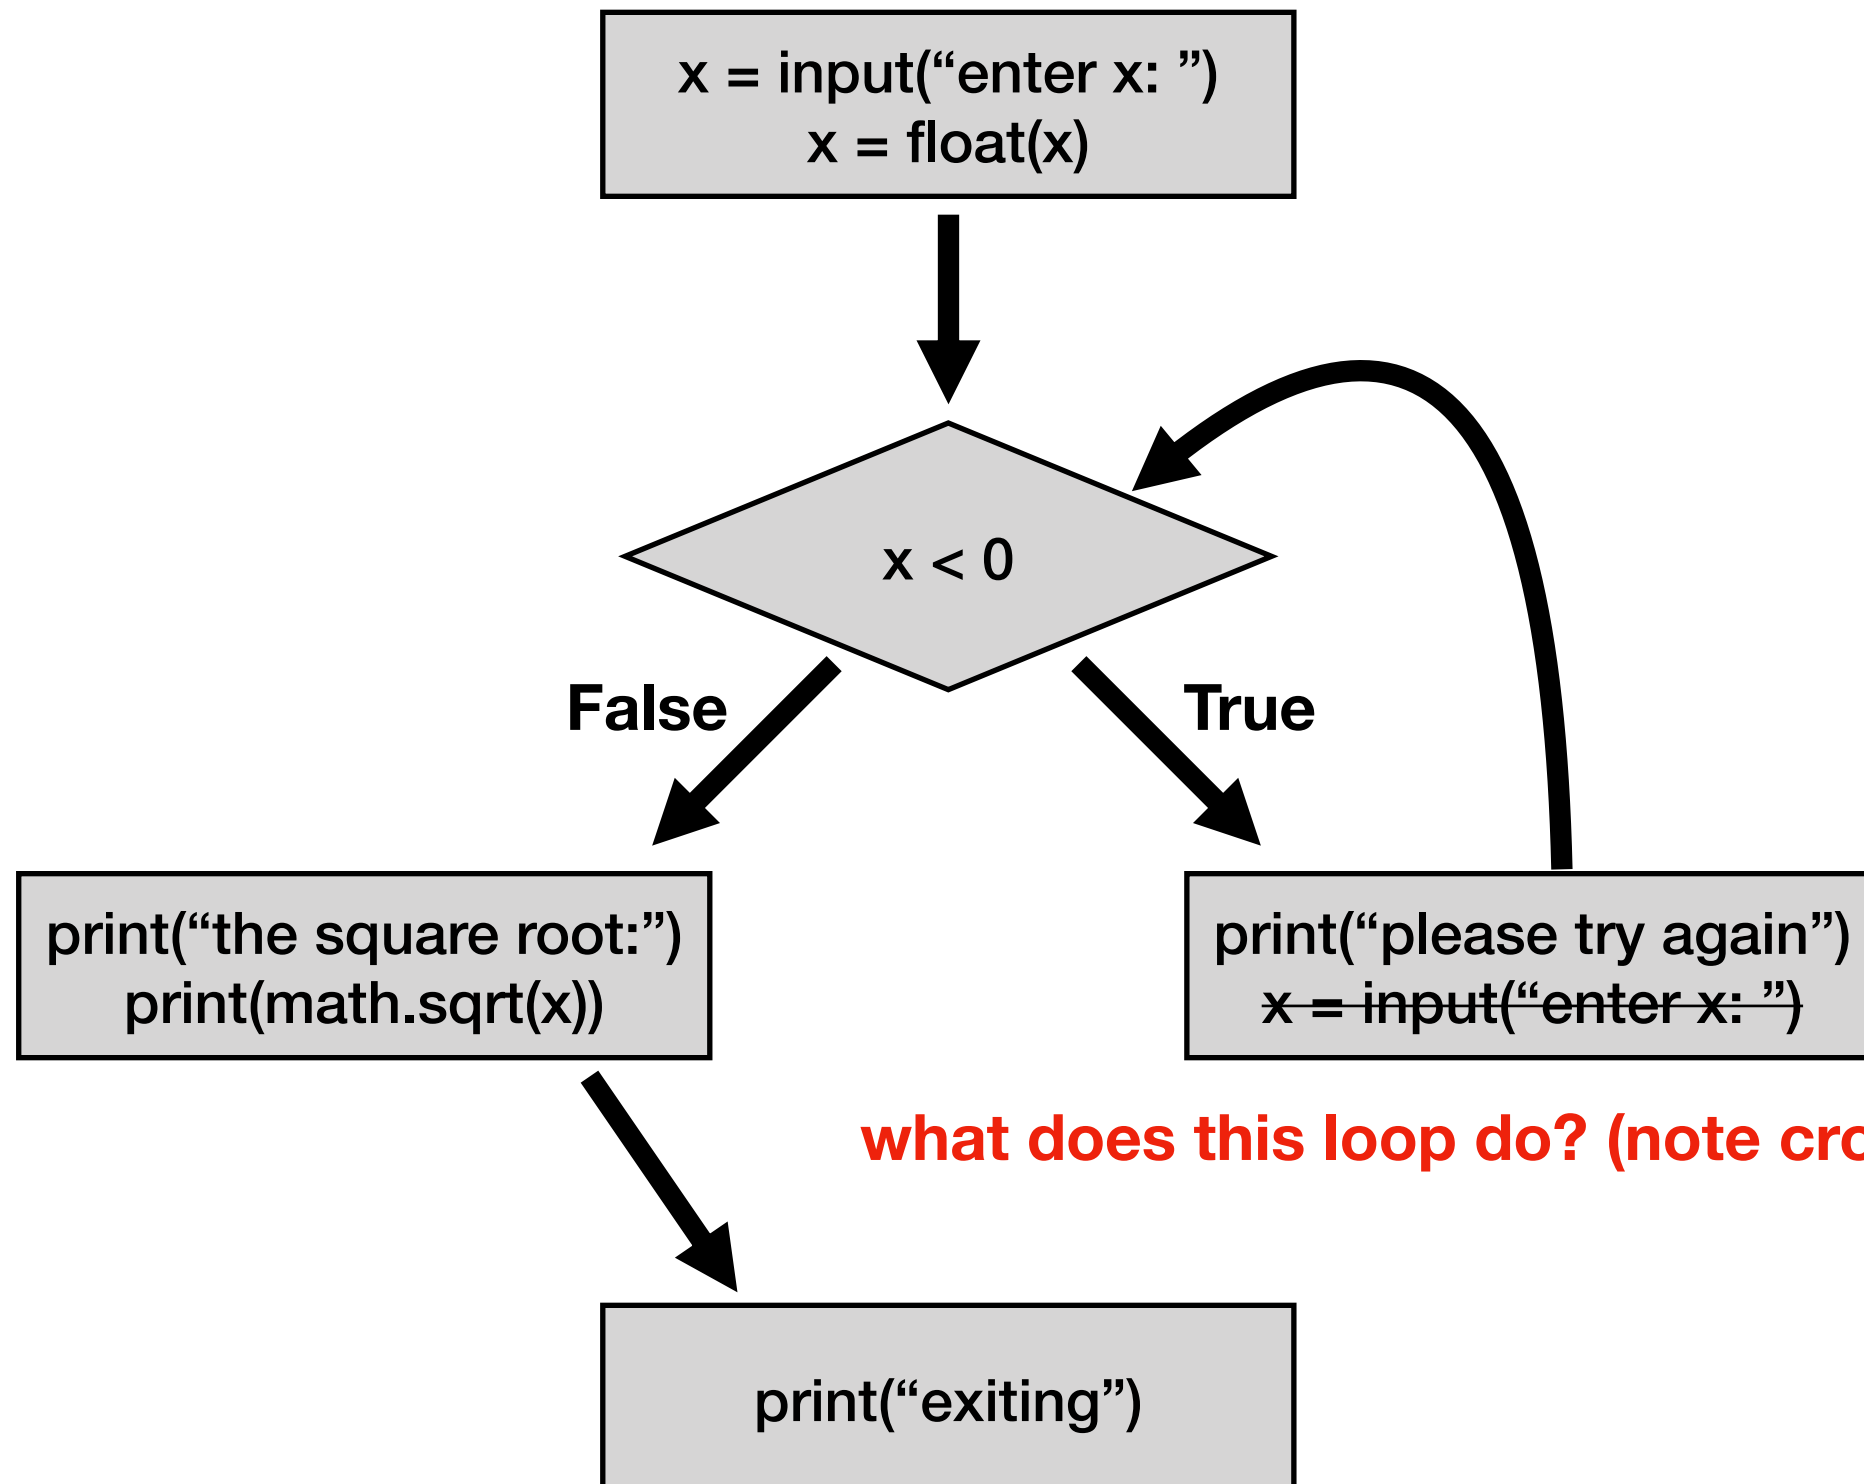 x = input(“enter x: ”)
x = float(x)
x < 0
False
True
print(“the square root:”)
print(math.sqrt(x))
print(“please try again”)
x = input(“enter x: ”)
what does this loop do? (note
print(“exiting”)